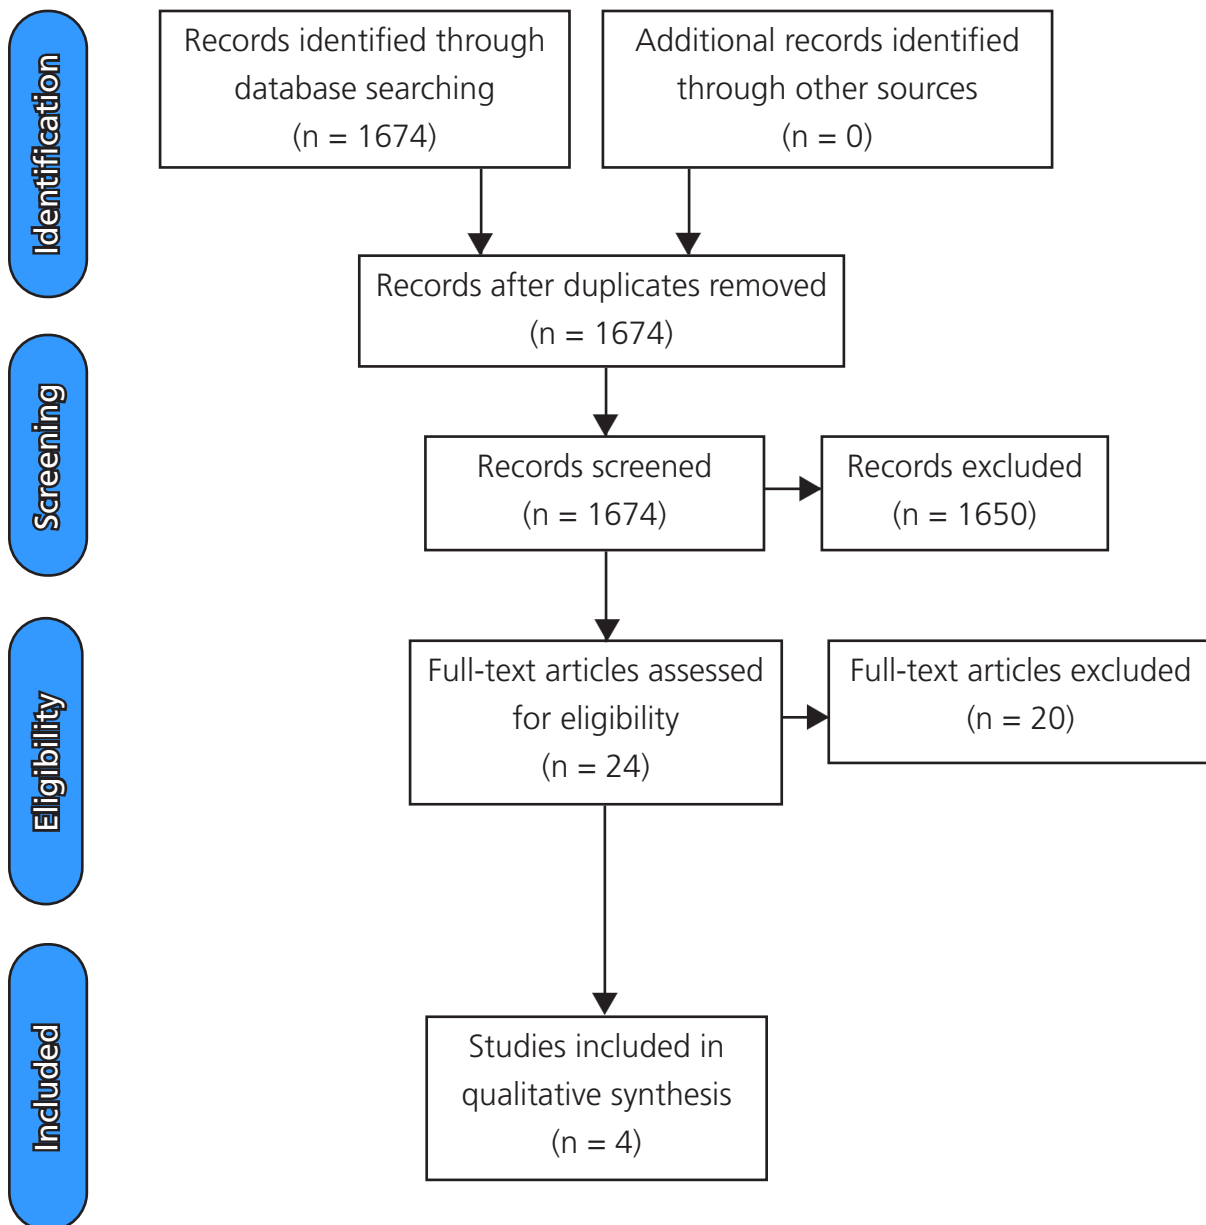 Identification
Records identified through
database searching
(n = 1674)
Additional records identified
through other sources
(n = 0)
Records after duplicates removed
(n = 1674)
Screening
Records screened
(n = 1674)
Records excluded
(n = 1650)
Eligibility
Full-text articles assessed
for eligibility
(n = 24)
Full-text articles excluded
(n = 20)
Included
Studies included in
qualitative synthesis
(n = 4)